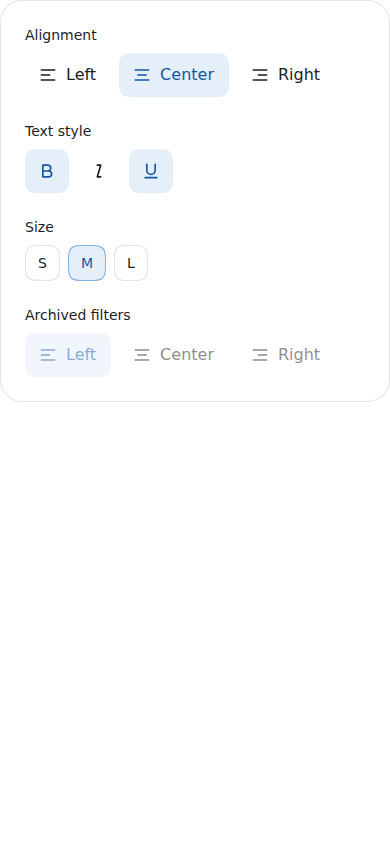 Alignment
Left Center Right
Text style
B I U
Size
S M L
Archived filters
Left Center Right